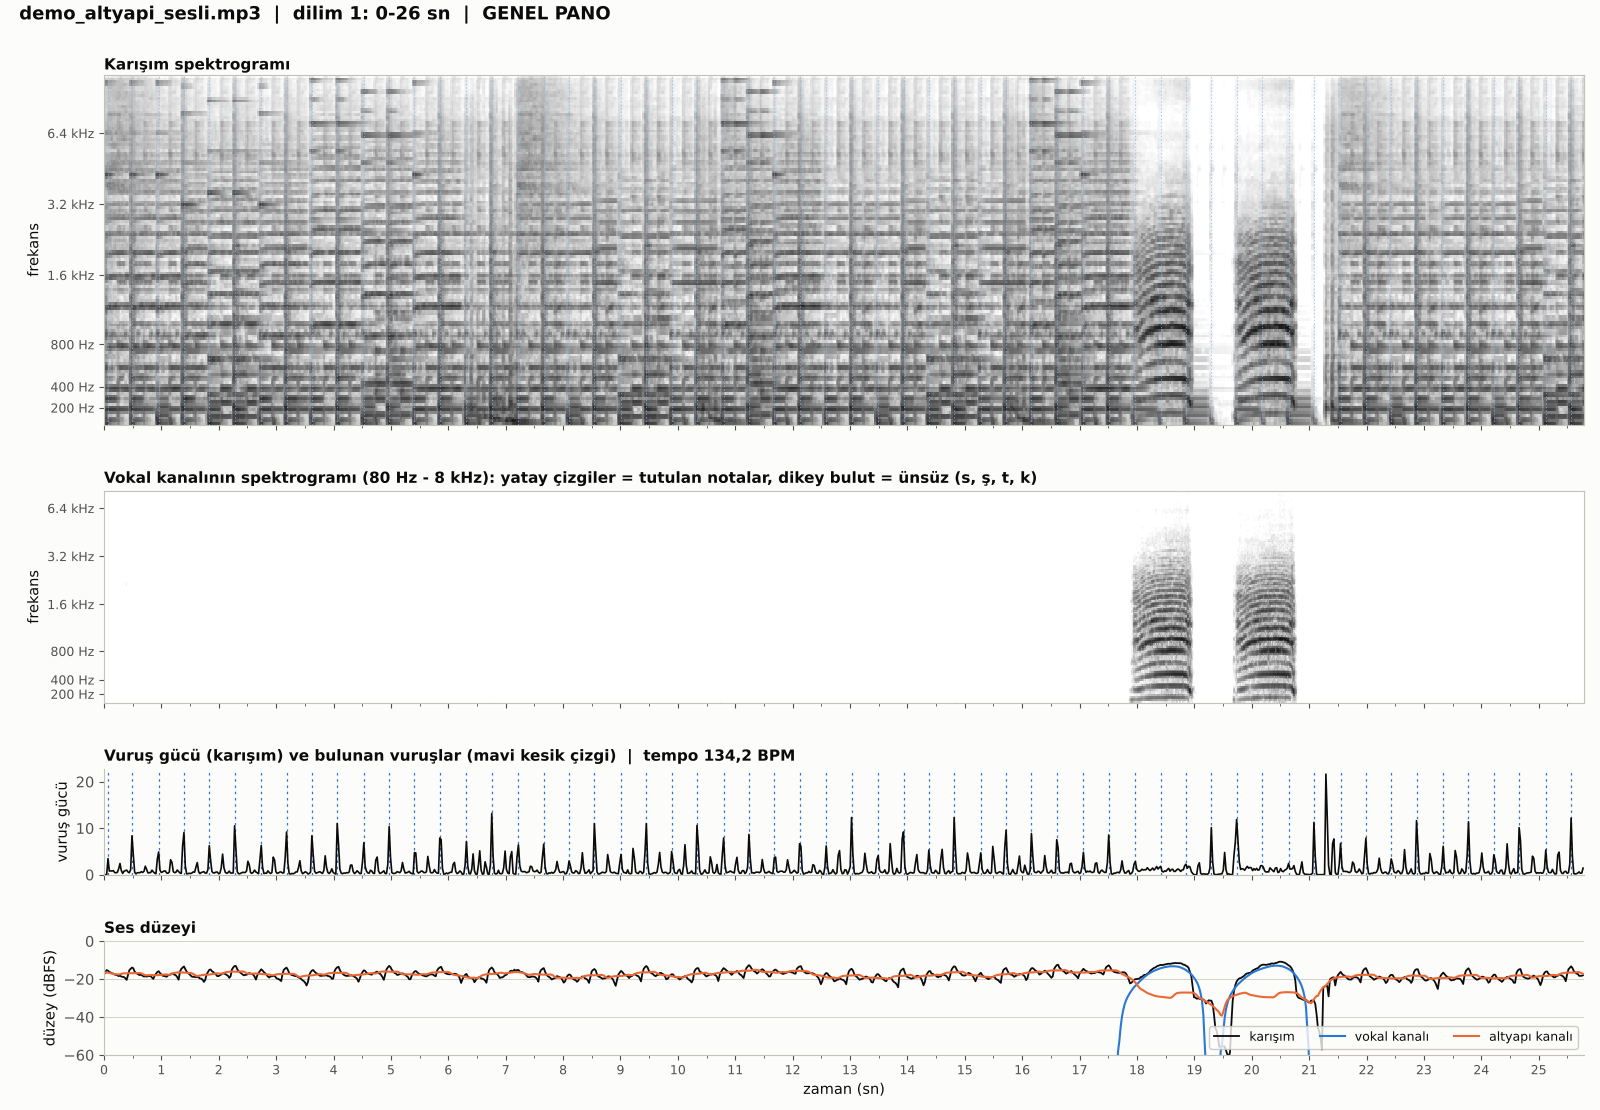 demo_altyapi_sesli.mp3 | dilim 1: 0-26 sn | GENEL PANO
Karışım spektrogramı
6.4 kHz
3.2 kHz
1.6 kHz
800 Hz
400 Hz
200 Hz
frekans
Vokal kanalının spektrogramı (80 Hz - 8 kHz): yatay çizgiler = tutulan notalar, dikey bulut = ünsüz (s, ş, t, k)
6.4 kHz
3.2 kHz
1.6 kHz
800 Hz
400 Hz
200 Hz
frekans
Vuruş gücü (karışım) ve bulunan vuruşlar (mavi kesik çizgi) | tempo 134,2 BPM
20
10
0
vuruş gücü
Ses düzeyi
0
−20
−40
−60
düzey (dBFS)
karışım vokal kanalı altyapı kanalı
0 1 2 3 4 5 6 7 8 9 10 11 12 13 14 15 16 17 18 19 20 21 22 23 24 25
zaman (sn)